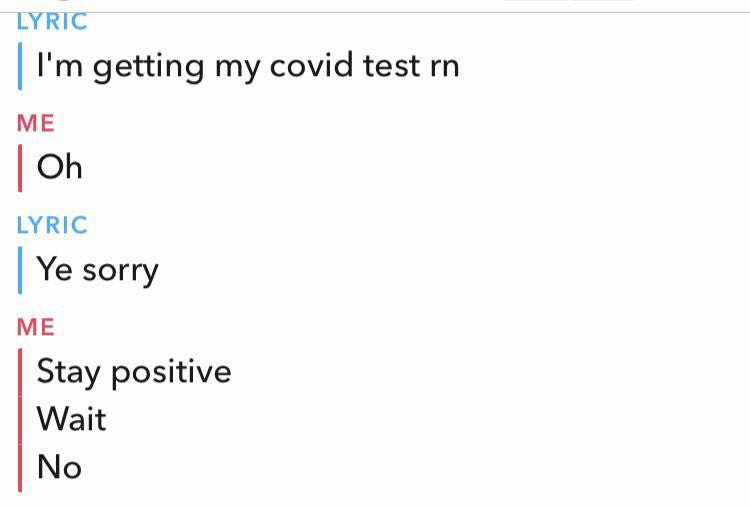 LYRIC
I'm getting my covid test rn
ME
Oh
LYRIC
Ye sorry
ME
Stay positive
Wait
No